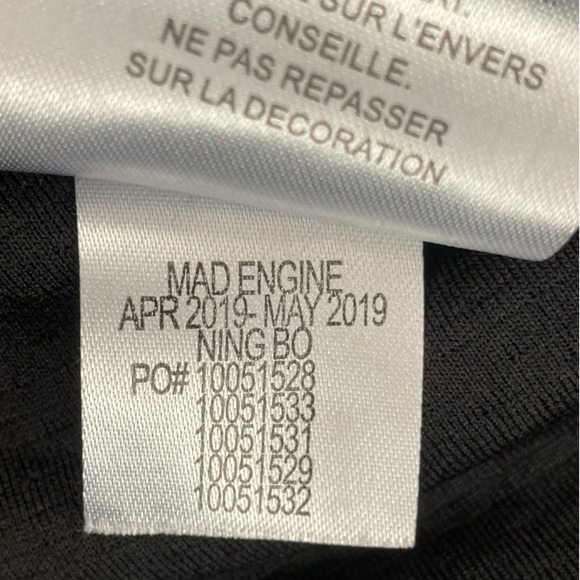 SUR L'ENVERS
CONSEILLE.
NE PAS REPASSER
SUR LA DECORATION
MAD ENGINE
APR 2019- MAY 2019
NING BO
PO# 10051528
10051533
10051531
10051529
10051532